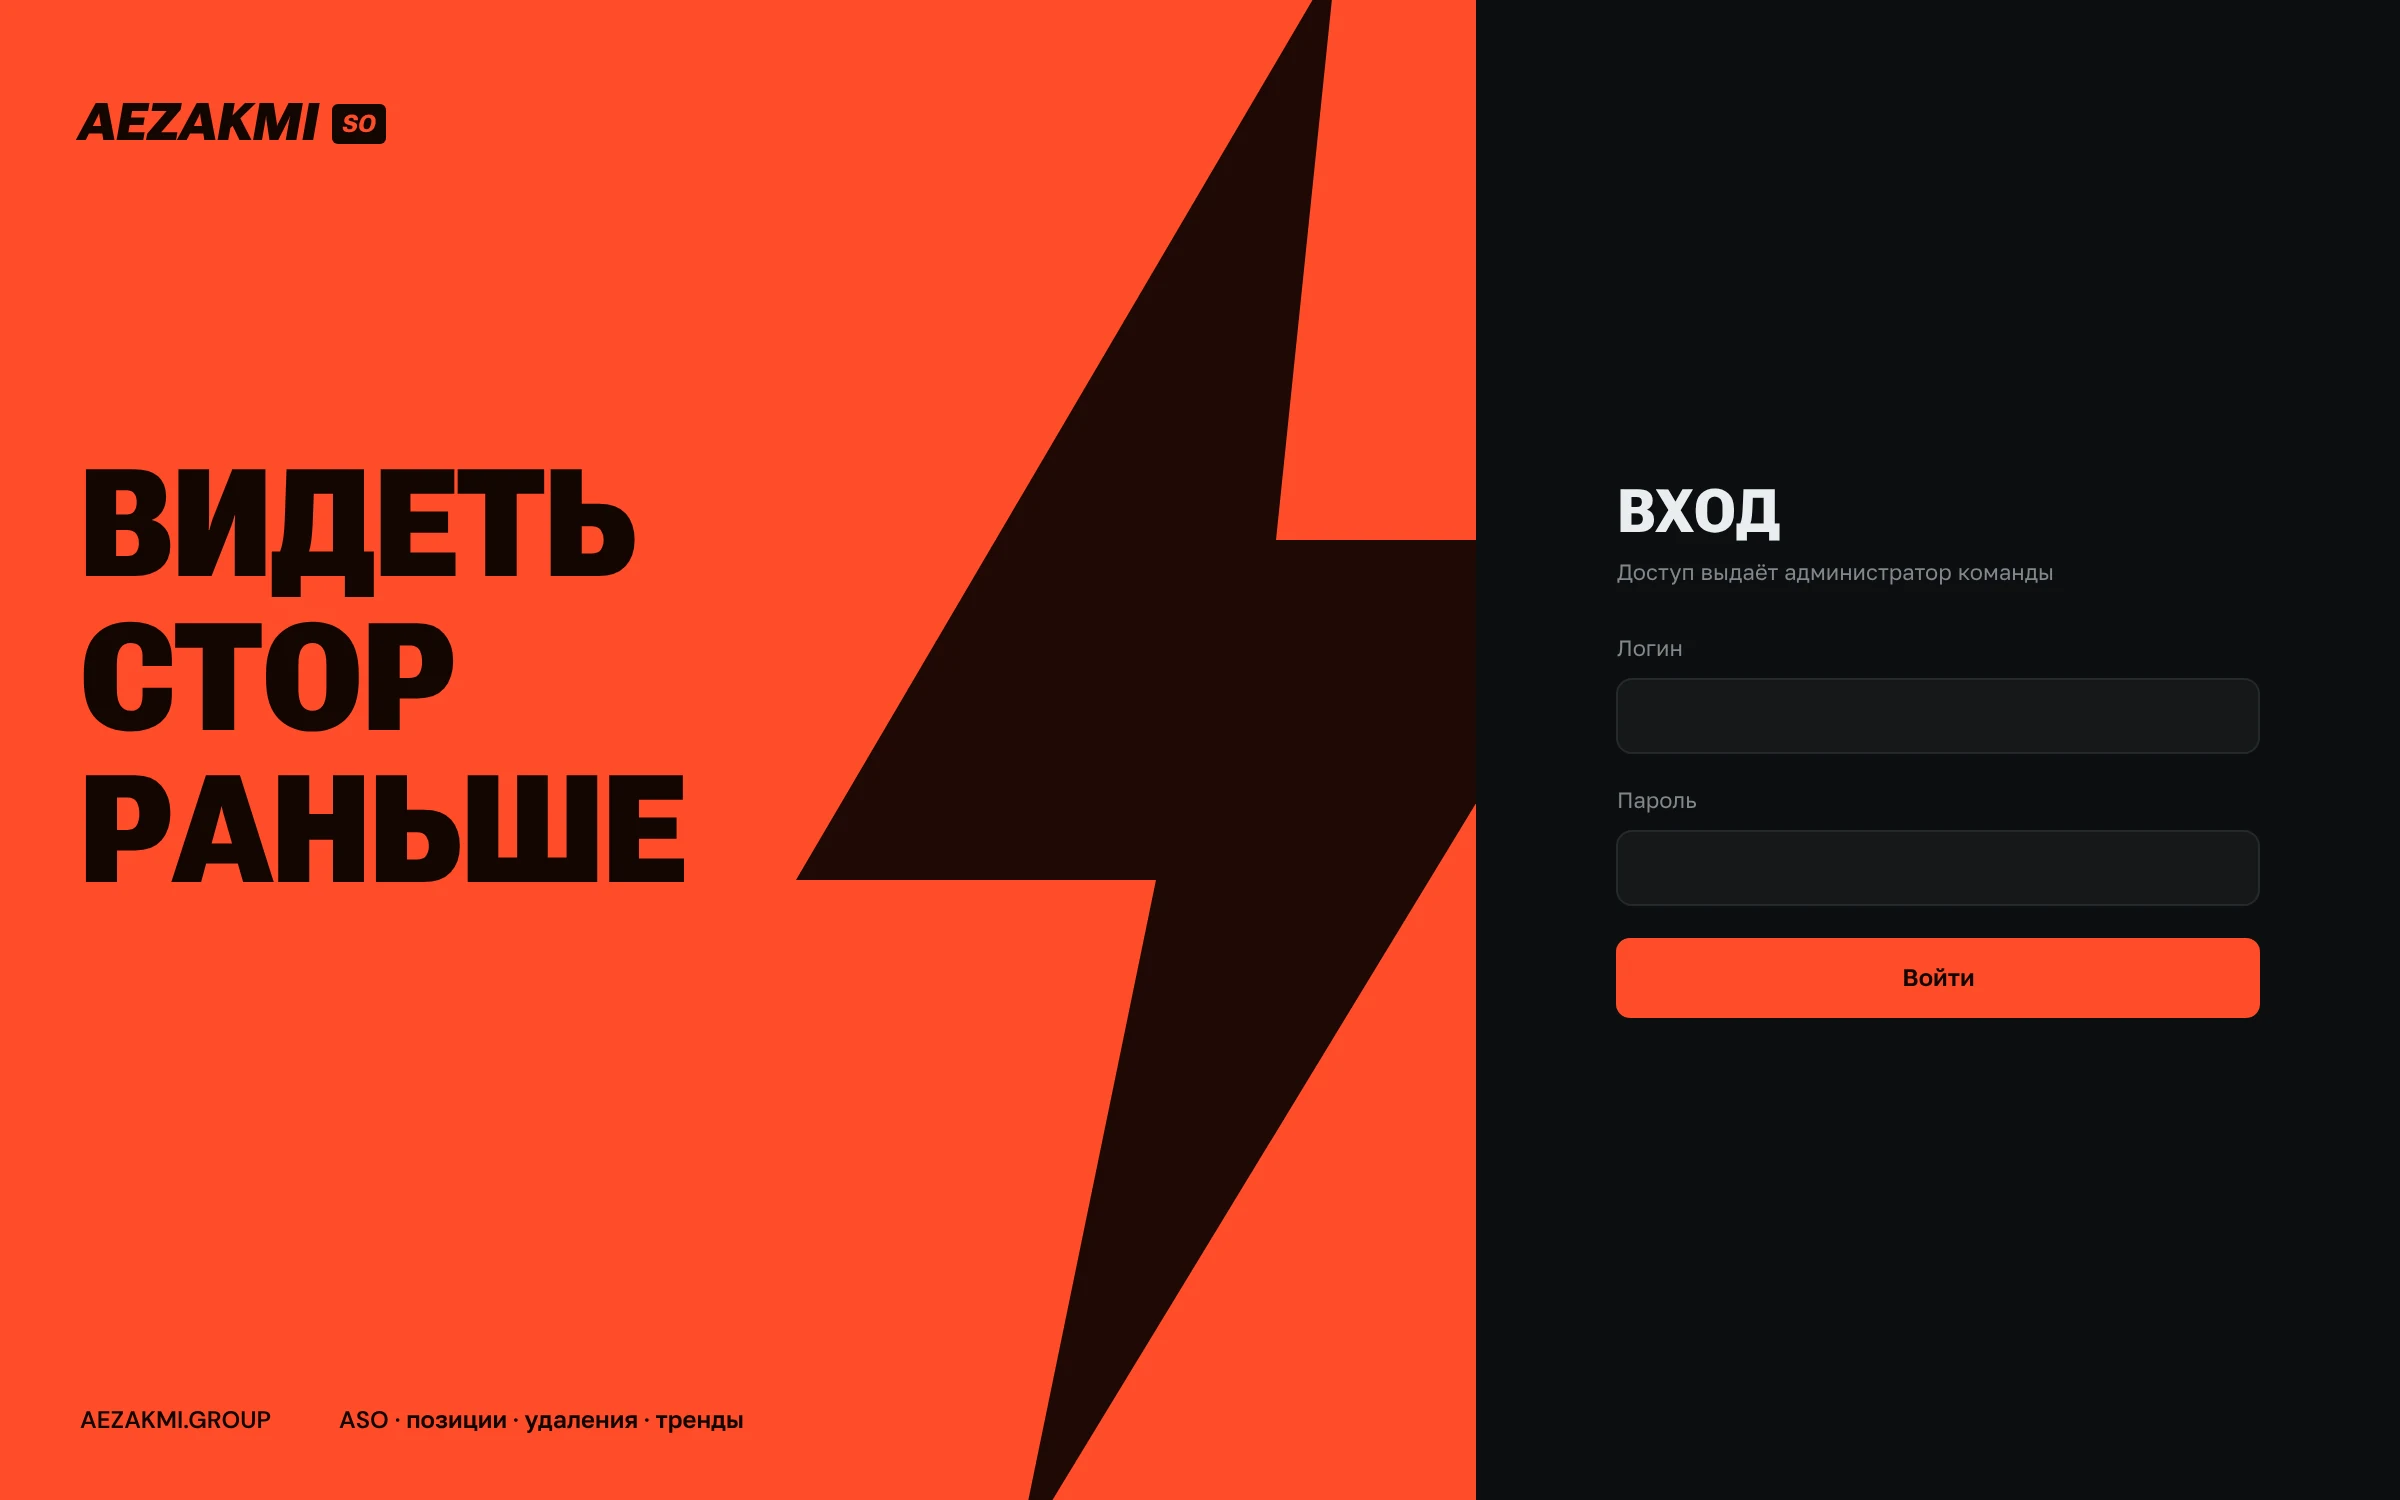 AEZAKMI SO
ВИДЕТЬ
СТОР
РАНЬШЕ
AEZAKMI.GROUP ASO · позиции · удаления · тренды
ВХОД
Доступ выдаёт администратор команды
Логин
Пароль
Войти